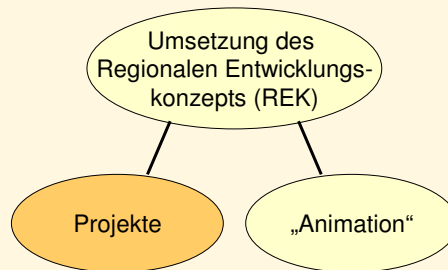 Umsetzung des
Regionalen Entwicklungs-
konzepts (REK)
Projekte
„Animation“